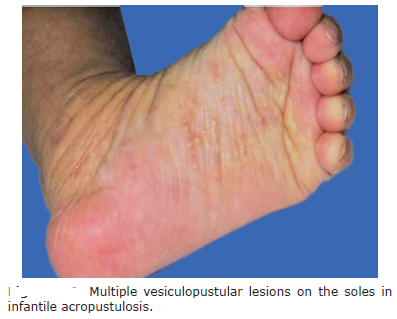 Multiple vesiculopustular lesions on the soles in
infantile acropustulosis.